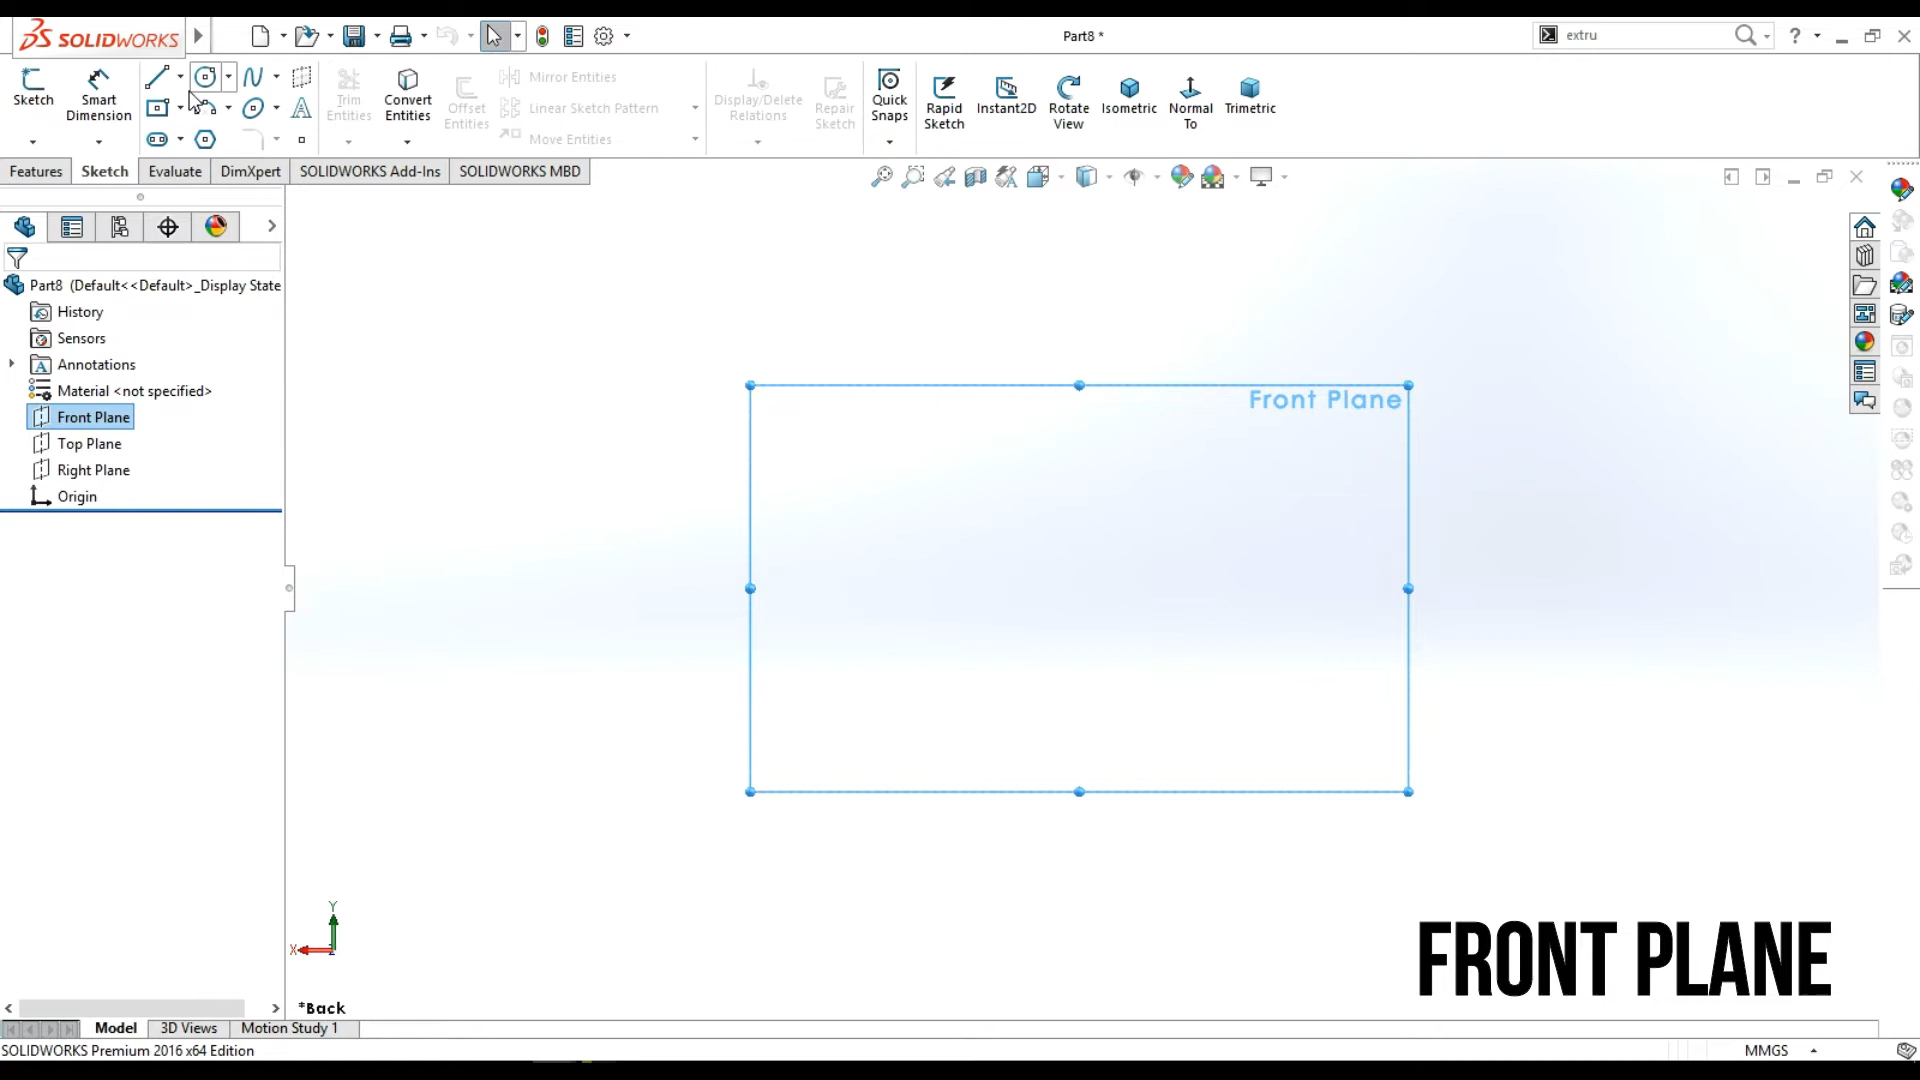 SOLIDWORKS
Part8 *
extru
Sketch
Smart Dimension
Trim Entities
Convert Entities
Offset Entities
Mirror Entities
Linear Sketch Pattern
Move Entities
Display/Delete Relations
Repair Sketch
Quick Snaps
Rapid Sketch
Instant2D
Rotate View
Isometric
Normal To
Trimetric
Features
Sketch
Evaluate
DimXpert
SOLIDWORKS Add-Ins
SOLIDWORKS MBD
Part8 (Default<<Default>_Display State
History
Sensors
Annotations
Material <not specified>
Front Plane
Top Plane
Right Plane
Origin
Front Plane
Y
X
*Back
FRONT PLANE
Model
3D Views
Motion Study 1
SOLIDWORKS Premium 2016 x64 Edition
MMGS